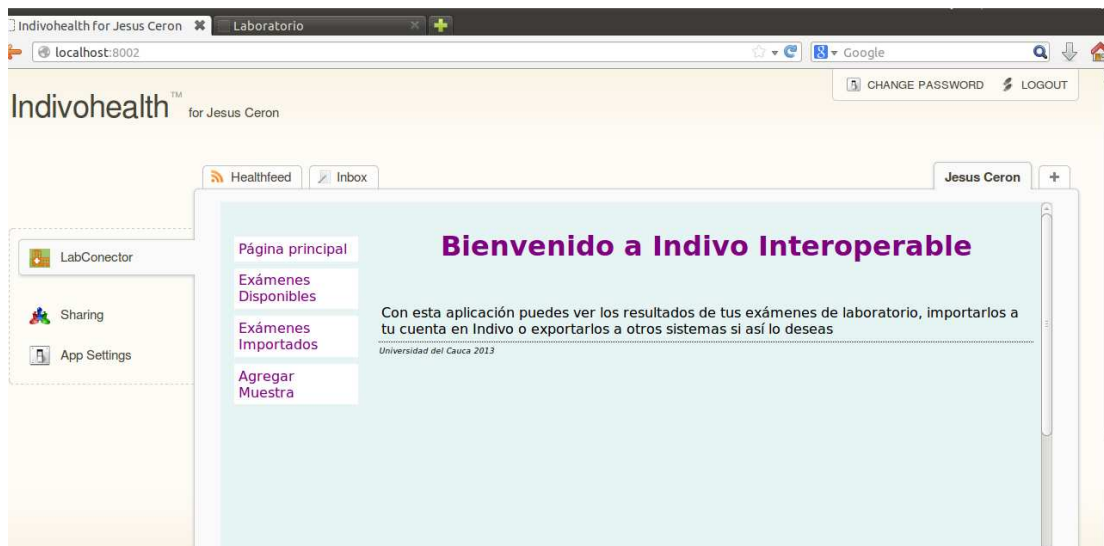 Indivohealth for Jesus Ceron
Laboratorio
localhost:8002
Google
CHANGE PASSWORD
LOGOUT
Indivohealth™ for Jesus Ceron
Healthfeed
Inbox
Jesus Ceron
+
LabConector
Sharing
App Settings
Página principal
Exámenes
Disponibles
Exámenes
Importados
Agregar
Muestra
Bienvenido a Indivo Interoperable
Con esta aplicación puedes ver los resultados de tus exámenes de laboratorio, importarlos a
tu cuenta en Indivo o exportarlos a otros sistemas si así lo deseas
Universidad del Cauca 2013